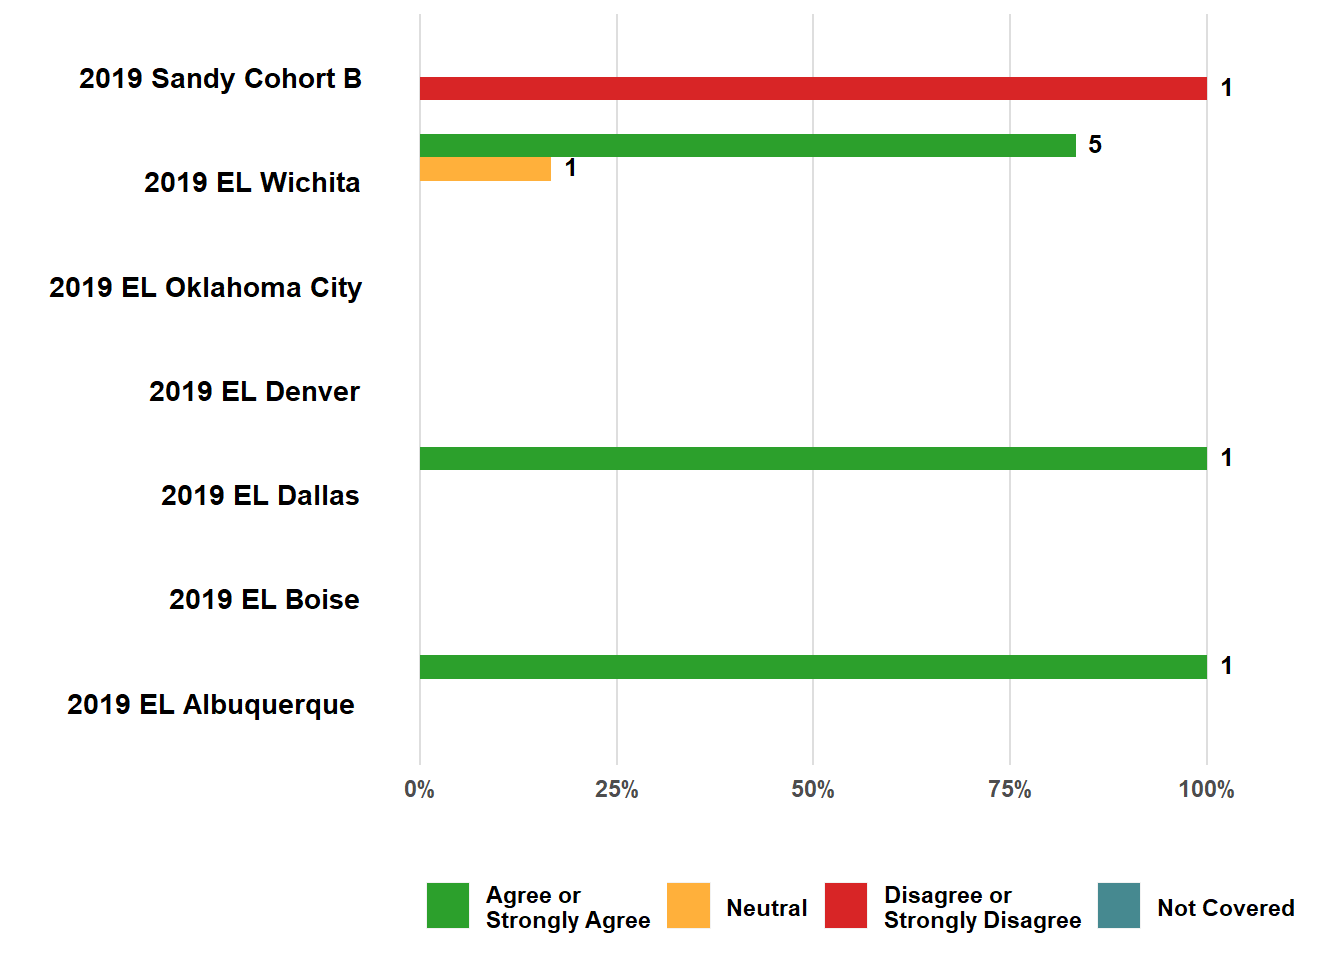 2019 Sandy Cohort B
1
5
1
2019 EL Wichita
2019 EL Oklahoma City
2019 EL Denver
1
2019 EL Dallas
2019 EL Boise
1
2019 EL Albuquerque
0% 25% 50% 75% 100%
Agree or
Strongly Agree
Neutral
Disagree or
Strongly Disagree
Not Covered